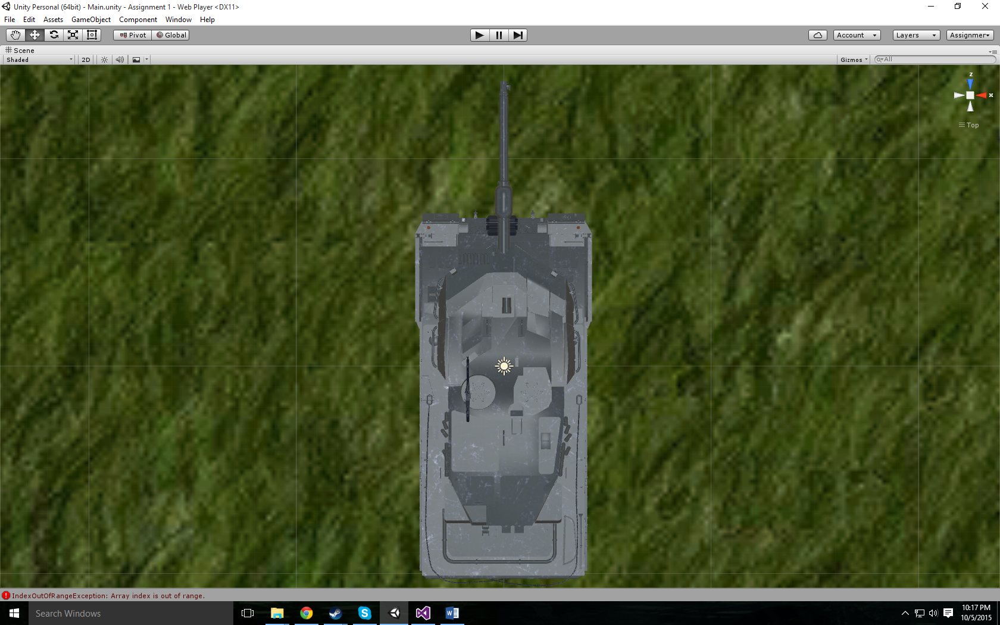 Unity Personal (64bit) - Main.unity - Assignment 1 - Web Player <DX11>
File Edit Assets GameObject Component Window Help
Pivot Global Account Layers Assignmer
Scene
Shaded 2D Gizmos All
z
x
Top
IndexOutOfRangeException: Array index is out of range.
Search Windows
10:17 PM
10/5/2015